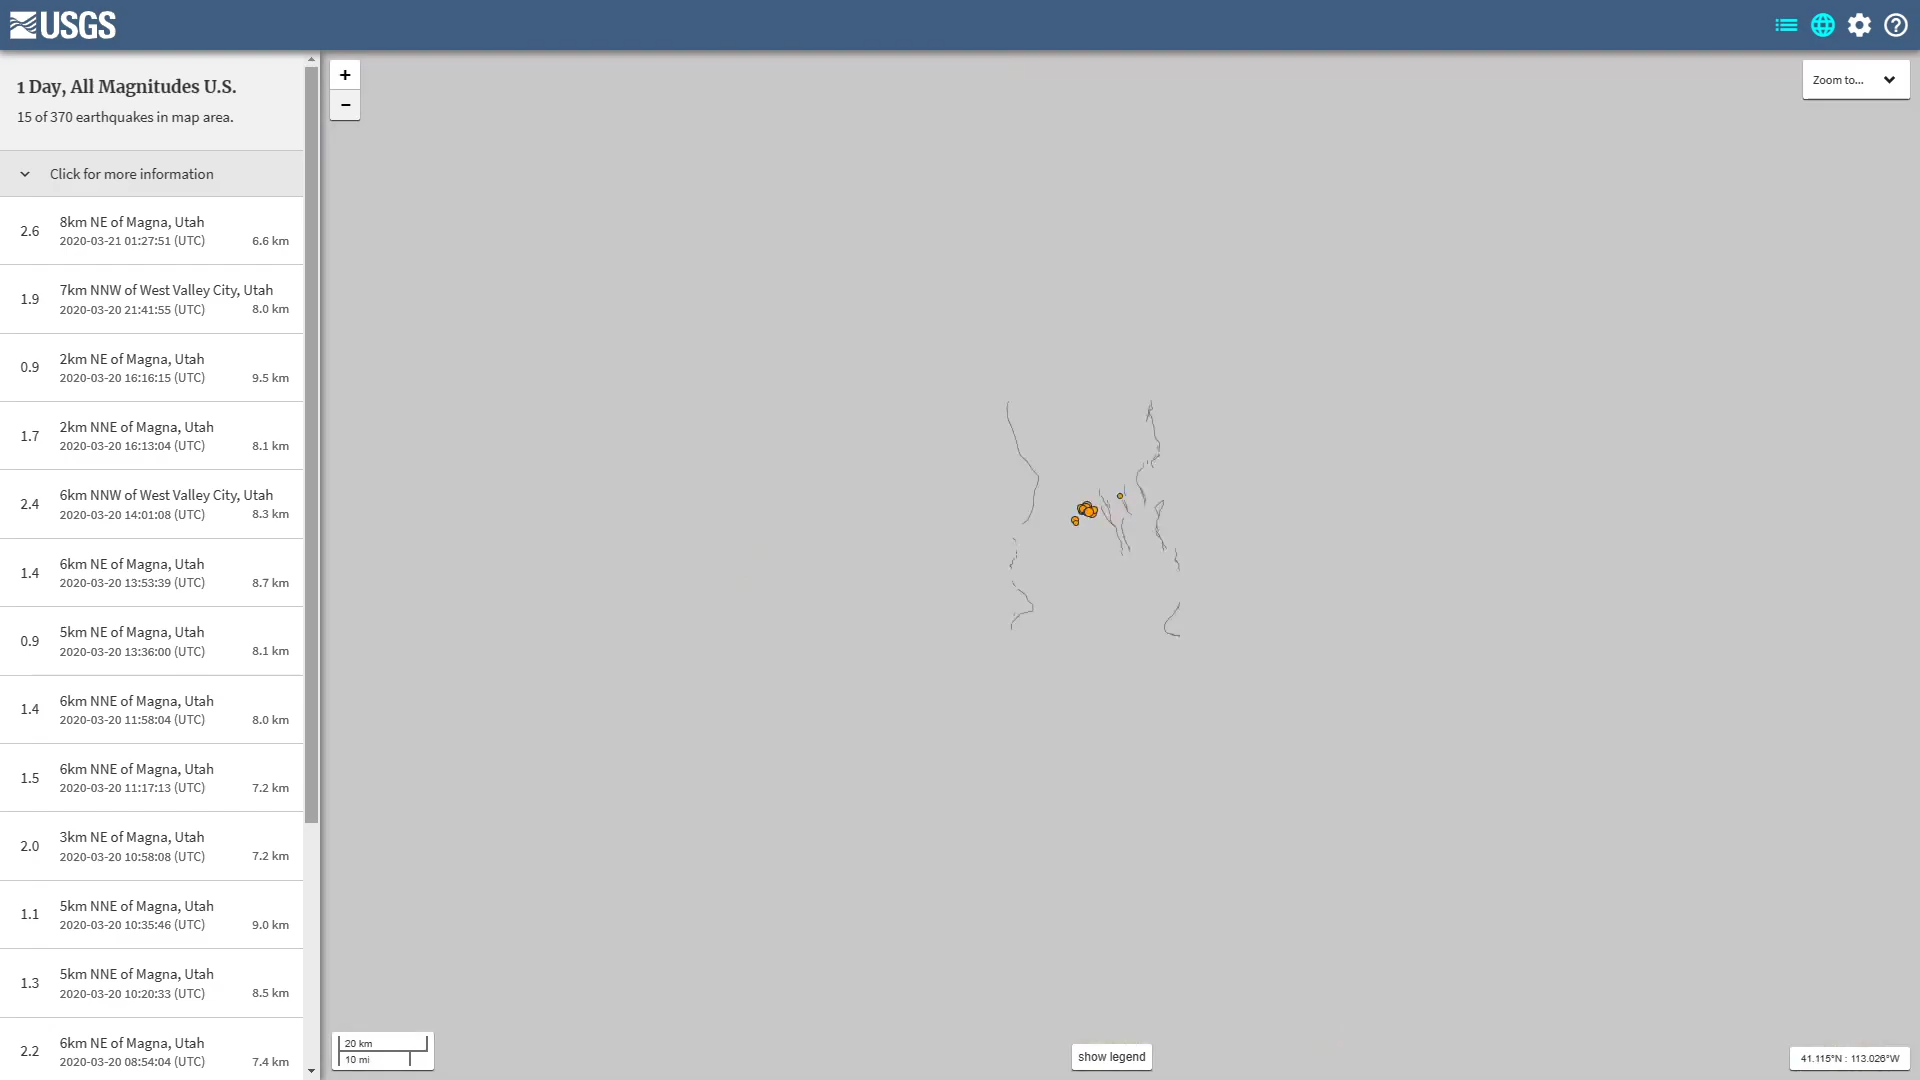 USGS
1 Day, All Magnitudes U.S.
15 of 370 earthquakes in map area.
Click for more information
2.6
8km NE of Magna, Utah
2020-03-21 01:27:51 (UTC)
6.6 km
1.9
7km NNW of West Valley City, Utah
2020-03-20 21:41:55 (UTC)
8.0 km
0.9
2km NE of Magna, Utah
2020-03-20 16:16:15 (UTC)
9.5 km
1.7
2km NNE of Magna, Utah
2020-03-20 16:13:04 (UTC)
8.1 km
2.4
6km NNW of West Valley City, Utah
2020-03-20 14:01:08 (UTC)
8.3 km
1.4
6km NE of Magna, Utah
2020-03-20 13:53:39 (UTC)
8.7 km
0.9
5km NE of Magna, Utah
2020-03-20 13:36:00 (UTC)
8.1 km
1.4
6km NNE of Magna, Utah
2020-03-20 11:58:04 (UTC)
8.0 km
1.5
6km NNE of Magna, Utah
2020-03-20 11:17:13 (UTC)
7.2 km
2.0
3km NE of Magna, Utah
2020-03-20 10:58:08 (UTC)
7.2 km
1.1
5km NNE of Magna, Utah
2020-03-20 10:35:46 (UTC)
9.0 km
1.3
5km NNE of Magna, Utah
2020-03-20 10:20:33 (UTC)
8.5 km
2.2
6km NE of Magna, Utah
2020-03-20 08:54:04 (UTC)
7.4 km
+
−
Zoom to...
20 km
10 mi
show legend
41.115°N : 113.026°W